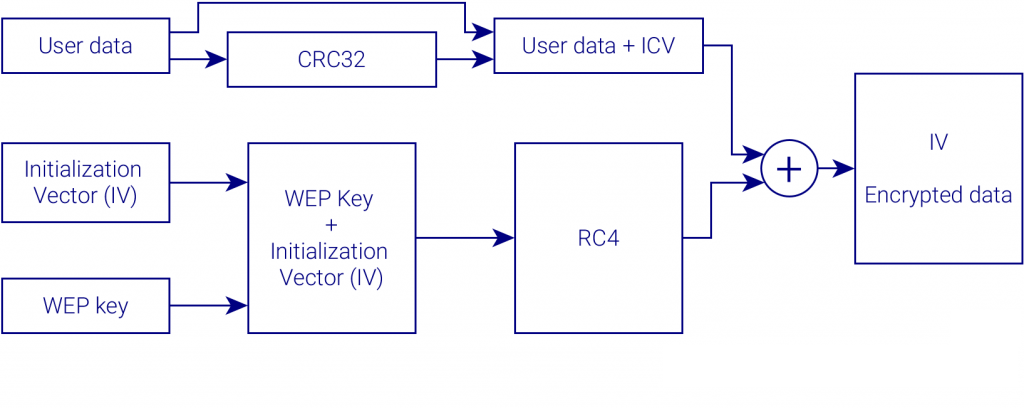 User data
CRC32
User data + ICV
Initialization
Vector (IV)
WEP key
WEP Key
+
Initialization
Vector (IV)
RC4
+
IV
Encrypted data